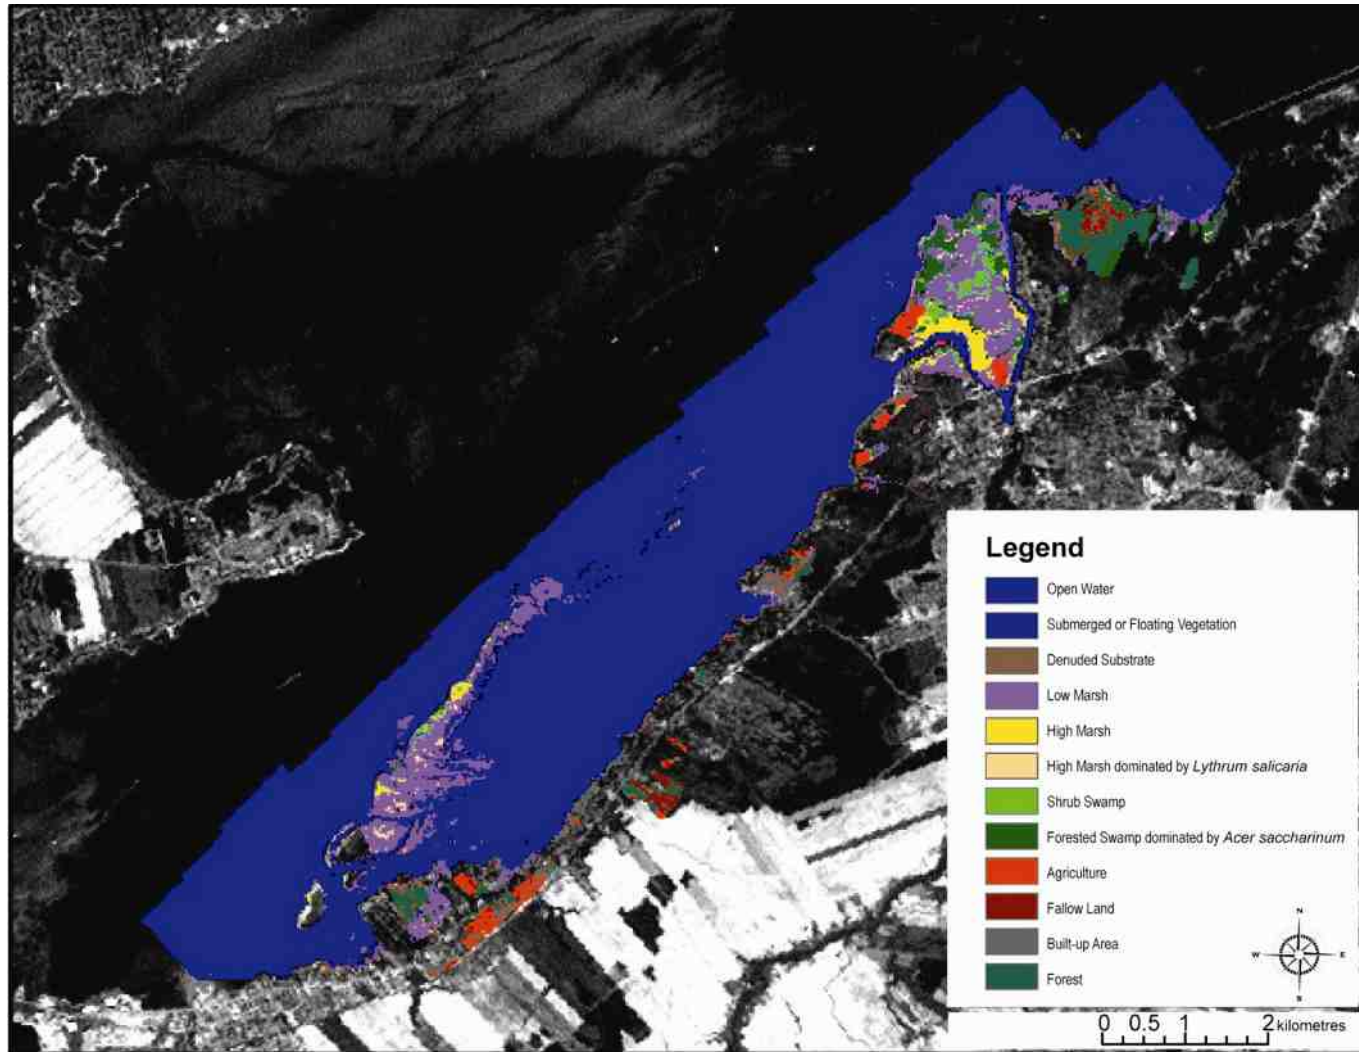 Legend
Open Water
Submerged or Floating Vegetation
Denuded Substrate
Low Marsh
High Marsh
High Marsh dominated by Lythrum salicaria
Shrub Swamp
Forested Swamp dominated by Acer saccharinum
Agriculture
Fallow Land
Built-up Area
Forest
N
W E
S
0 0.5 1 2 kilometres